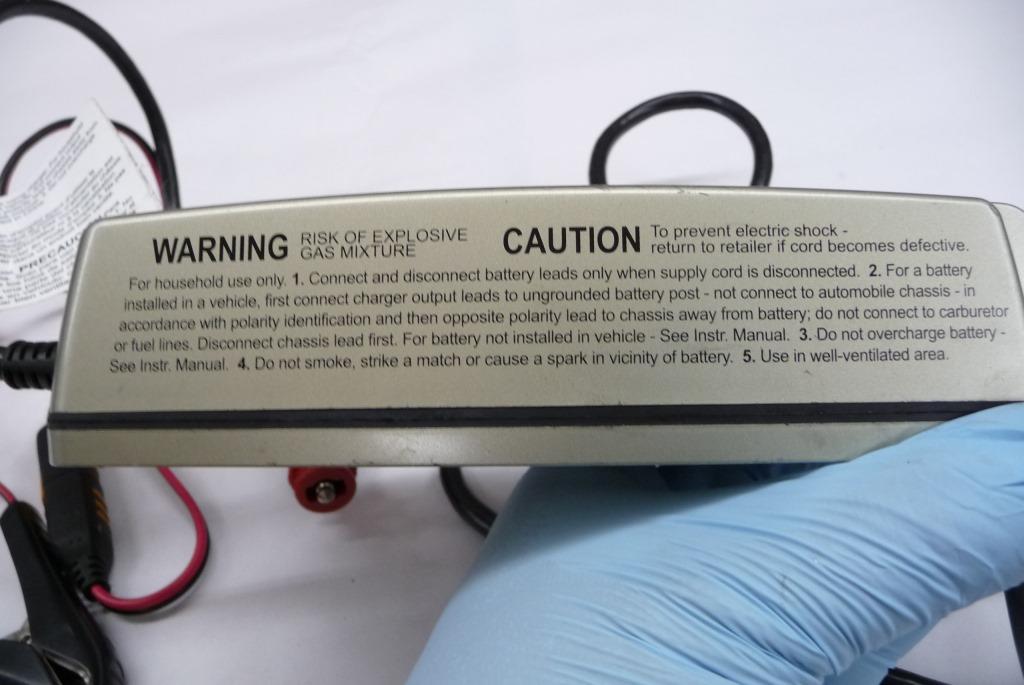 WARNING RISK OF EXPLOSIVE
GAS MIXTURE
CAUTION To prevent electric shock -
return to retailer if cord becomes defective.
For household use only. 1. Connect and disconnect battery leads only when supply cord is disconnected. 2. For a battery
installed in a vehicle, first connect charger output leads to ungrounded battery post - not connect to automobile chassis - in
accordance with polarity identification and then opposite polarity lead to chassis away from battery; do not connect to carburetor
or fuel lines. Disconnect chassis lead first. For battery not installed in vehicle - See Instr. Manual. 3. Do not overcharge battery -
See Instr. Manual. 4. Do not smoke, strike a match or cause a spark in vicinity of battery. 5. Use in well-ventilated area.